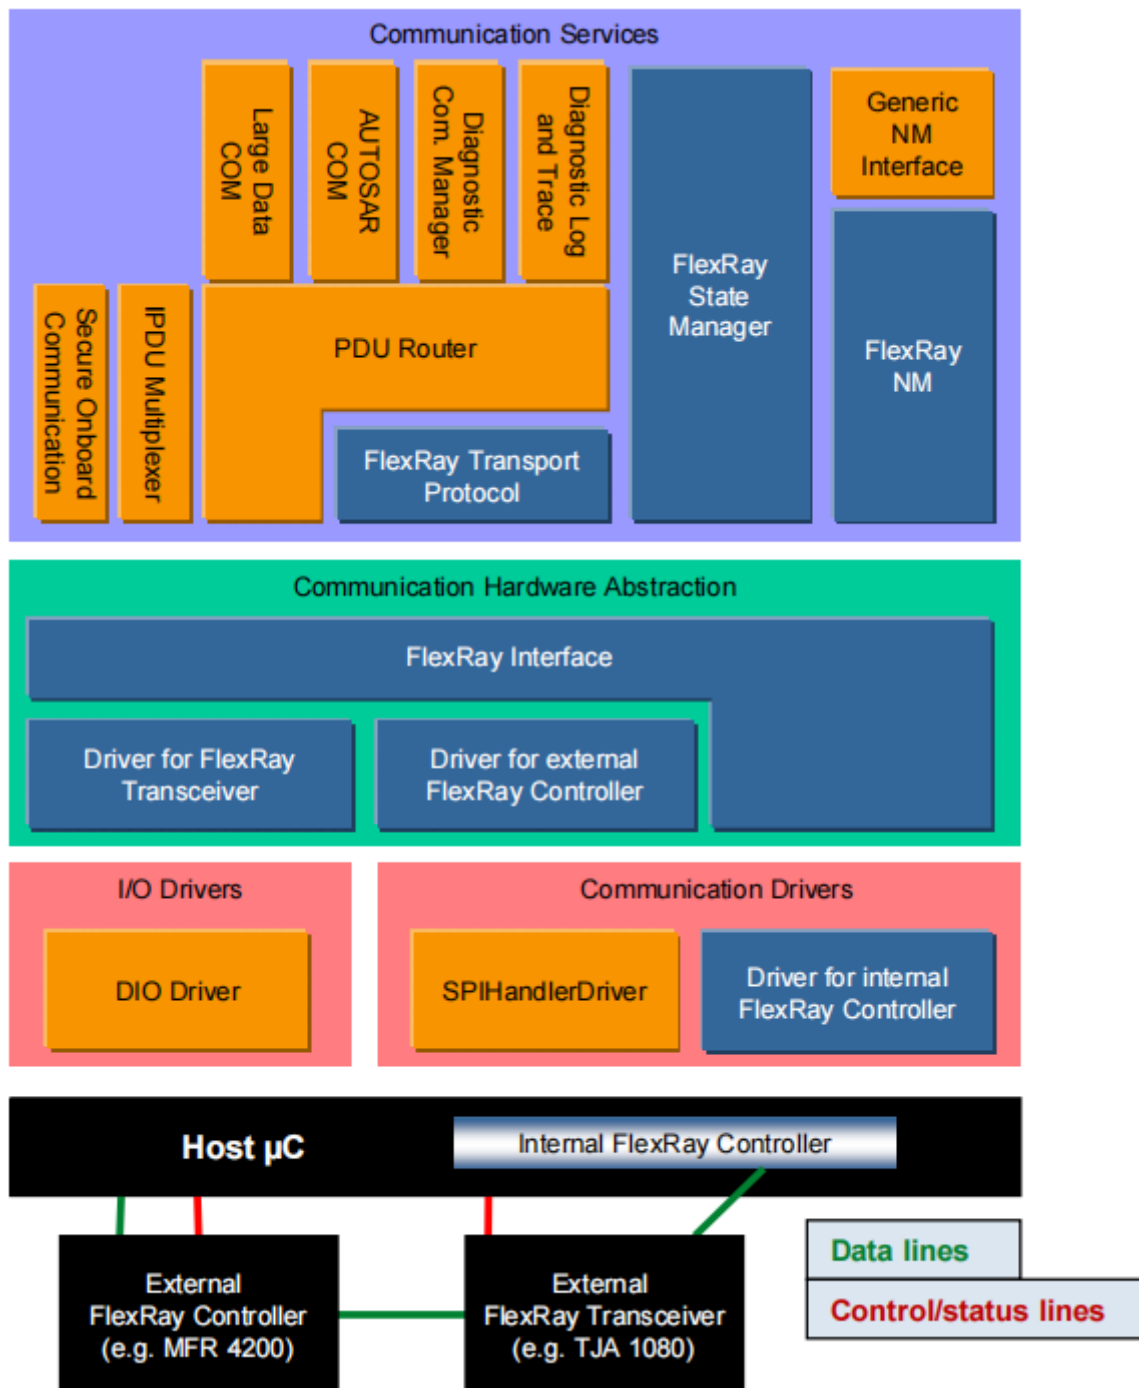 Communication Services
Large Data
COM
AUTOSAR
COM
Diagnostic
Com. Manager
Diagnostic Log
and Trace
FlexRay
State
Manager
Generic
NM
Interface
Secure Onboard
Communication
IPDU Multiplexer
PDU Router
FlexRay Transport
Protocol
FlexRay
NM
Communication Hardware Abstraction
FlexRay Interface
Driver for FlexRay
Transceiver
Driver for external
FlexRay Controller
I/O Drivers
DIO Driver
Communication Drivers
SPIHandlerDriver
Driver for internal
FlexRay Controller
Host µC
Internal FlexRay Controller
External
FlexRay Controller
(e.g. MFR 4200)
External
FlexRay Transceiver
(e.g. TJA 1080)
Data lines
Control/status lines